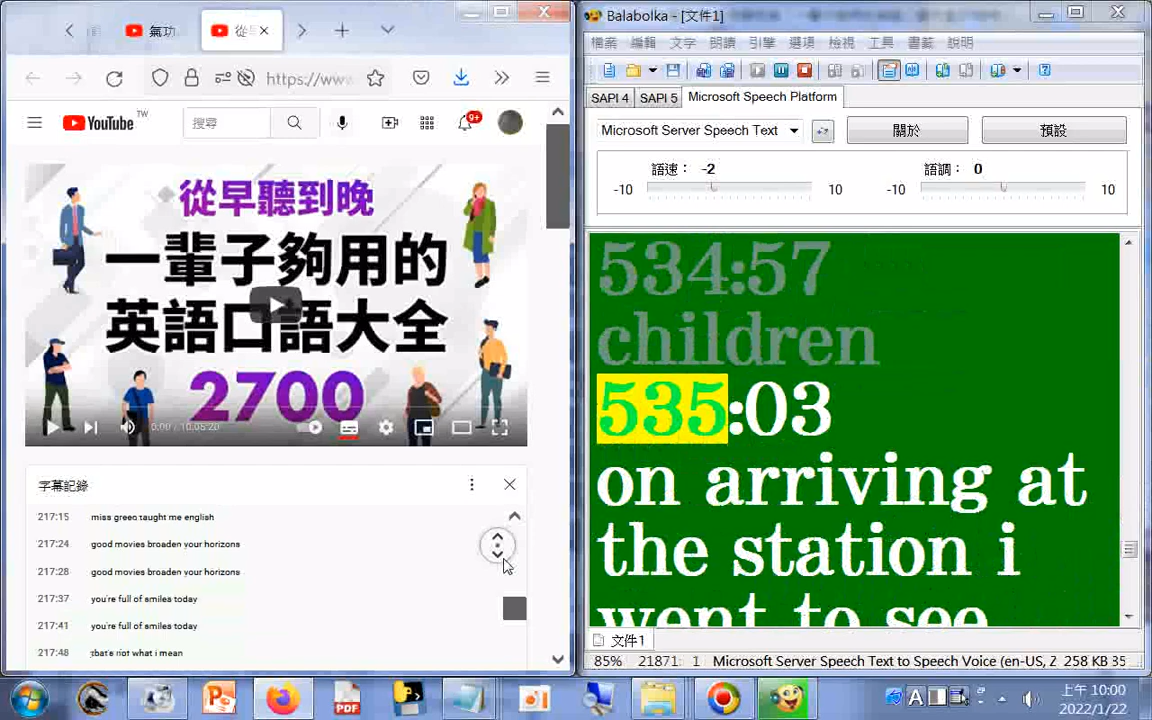 氣功
從
https://www
YouTube TW
搜尋
9+
從早聽到晚
一輩子夠用的
英語口語大全
2700
0:00 / 10:05:20
字幕記錄
217:15 miss green taught me english
217:24 good movies broaden your horizons
217:28 good movies broaden your horizons
217:37 you're full of smiles today
217:41 you're full of smiles today
217:48 that's not what i mean
Balabolka - [文件1]
檔案 編輯 文字 朗讀 引擎 選項 檢視 工具 書籤 說明
SAPI 4 SAPI 5 Microsoft Speech Platform
Microsoft Server Speech Text 關於 預設
語速： -2 語調： 0
-10 10 -10 10
534:57
children
535:03
on arriving at
the station i
went to see
文件1
85% 21871: 1 Microsoft Server Speech Text to Speech Voice (en-US, Z 258 KB 35
PDF
A
上午 10:00
2022/1/22